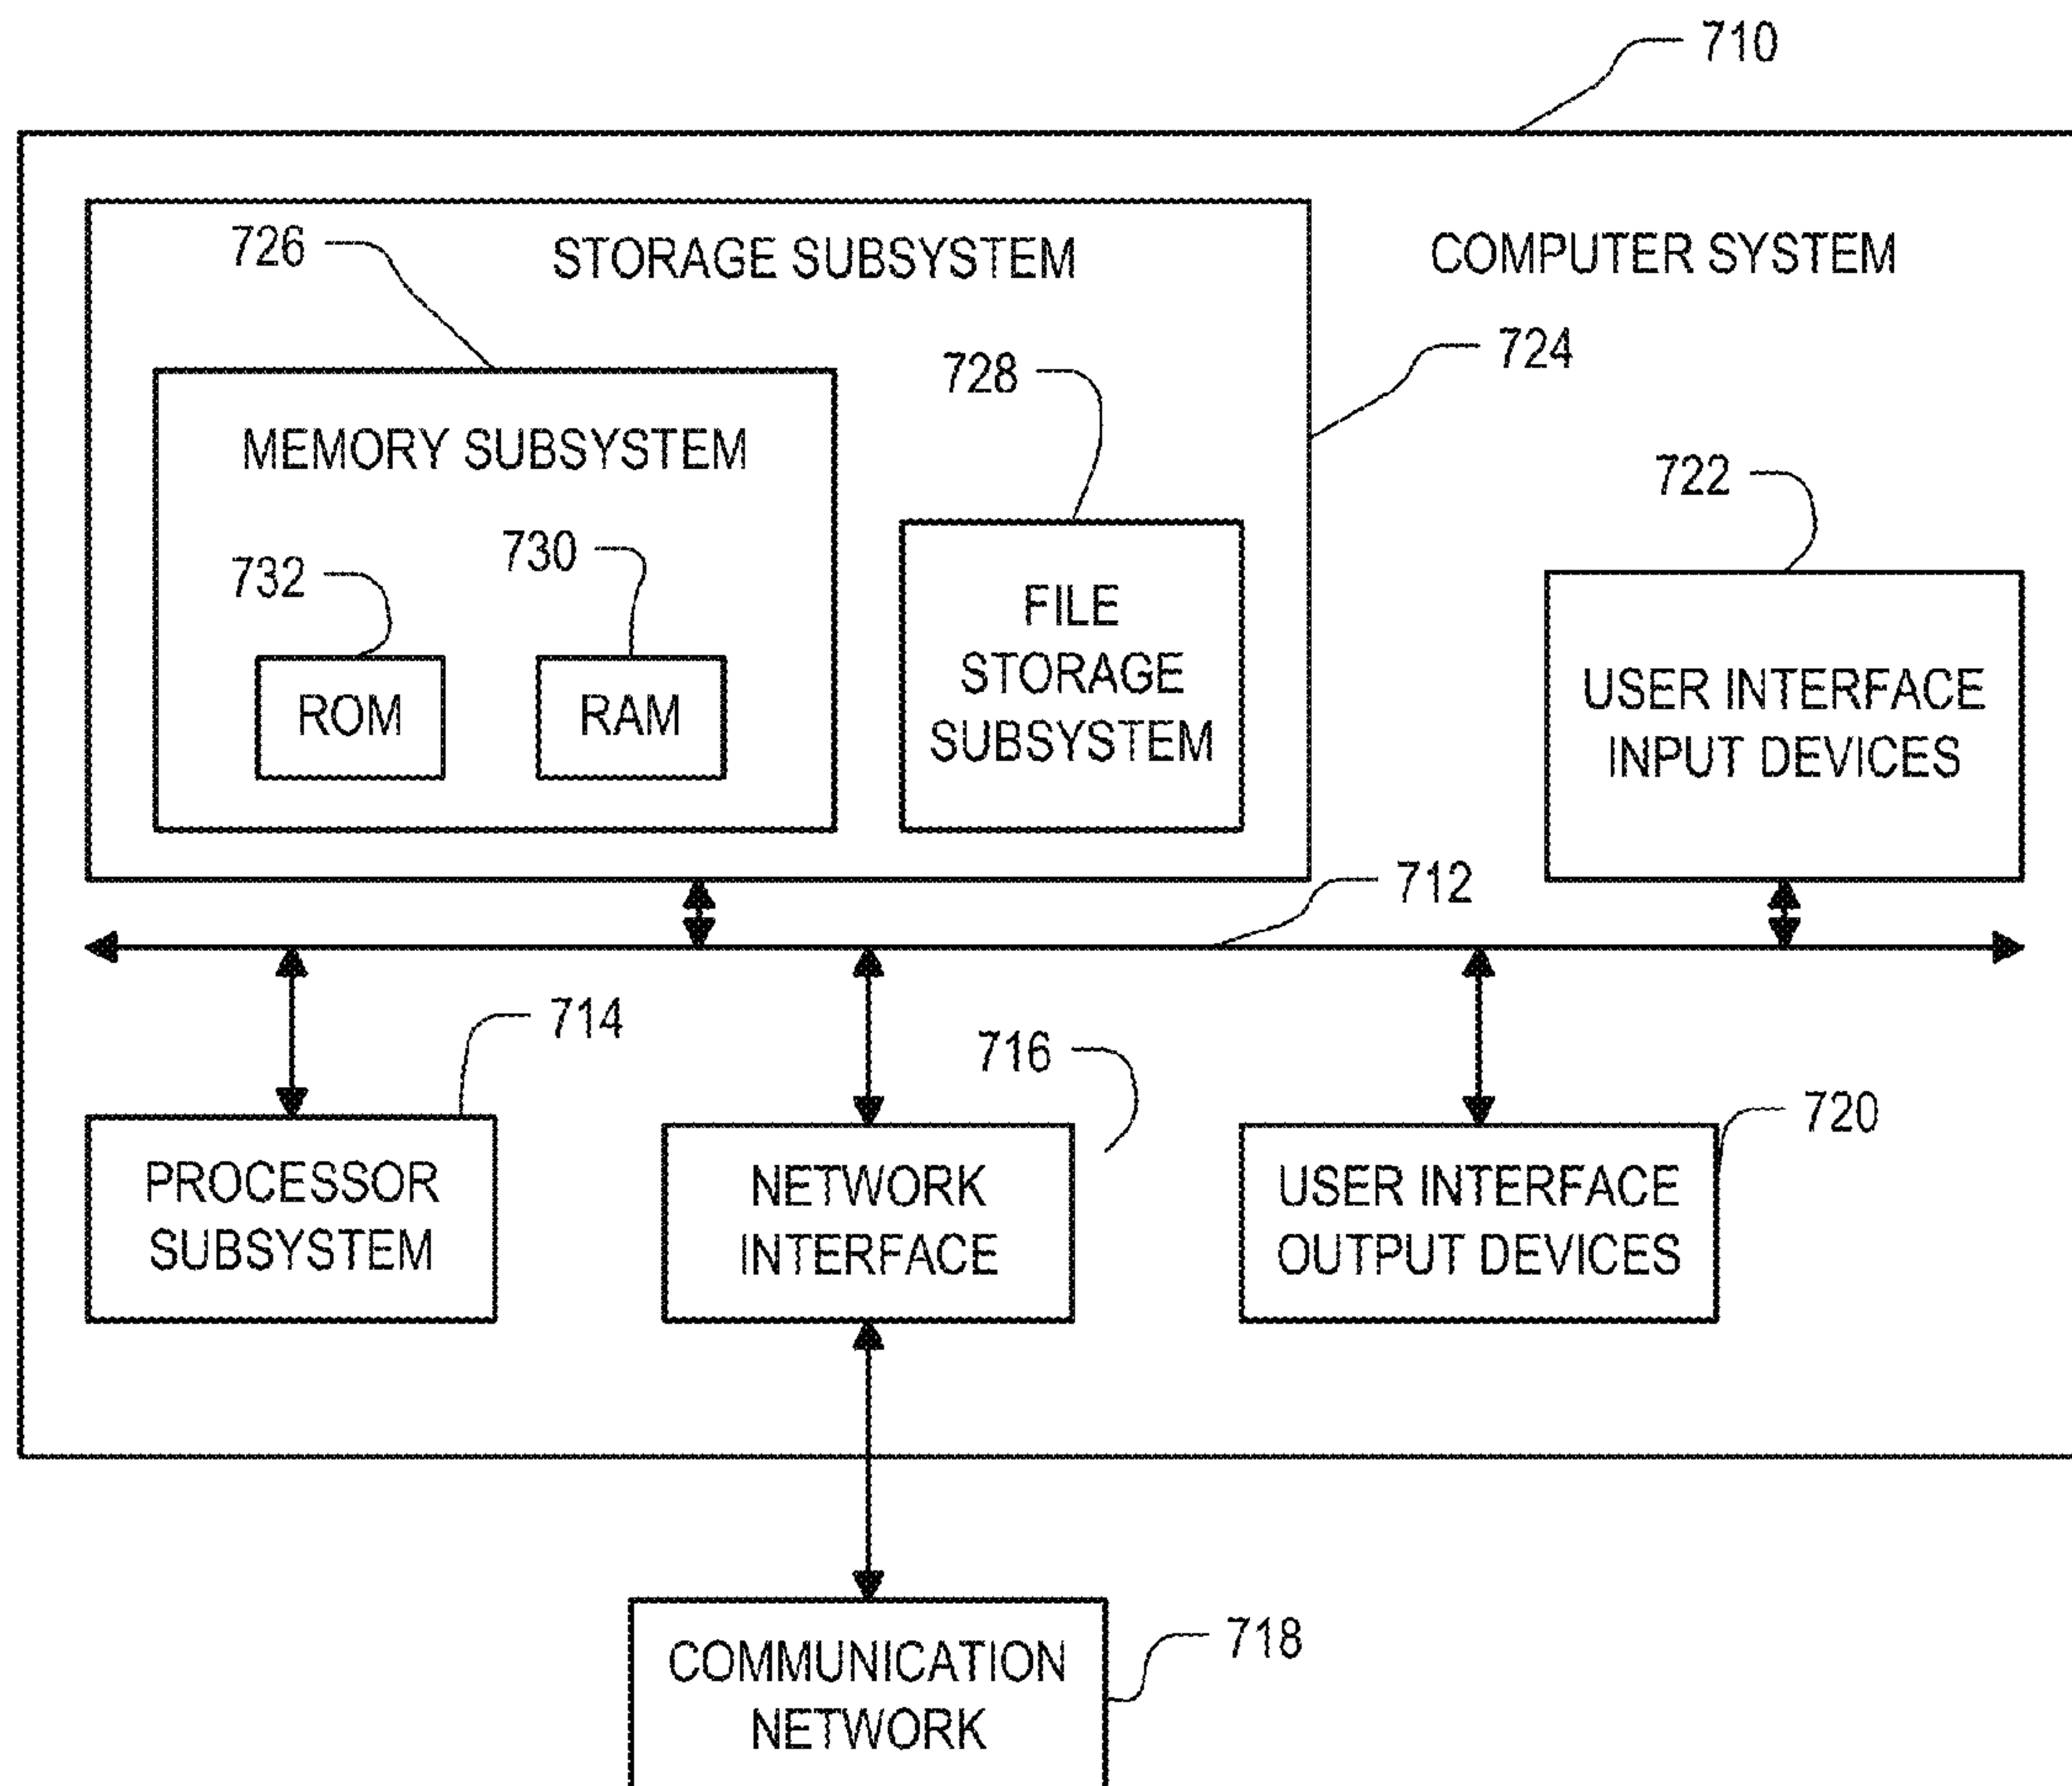 710
726
STORAGE SUBSYSTEM
COMPUTER SYSTEM
724
728
MEMORY SUBSYSTEM
722
732
730
FILE
STORAGE
SUBSYSTEM
ROM
RAM
USER INTERFACE
INPUT DEVICES
712
714
716
720
PROCESSOR
SUBSYSTEM
NETWORK
INTERFACE
USER INTERFACE
OUTPUT DEVICES
718
COMMUNICATION
NETWORK